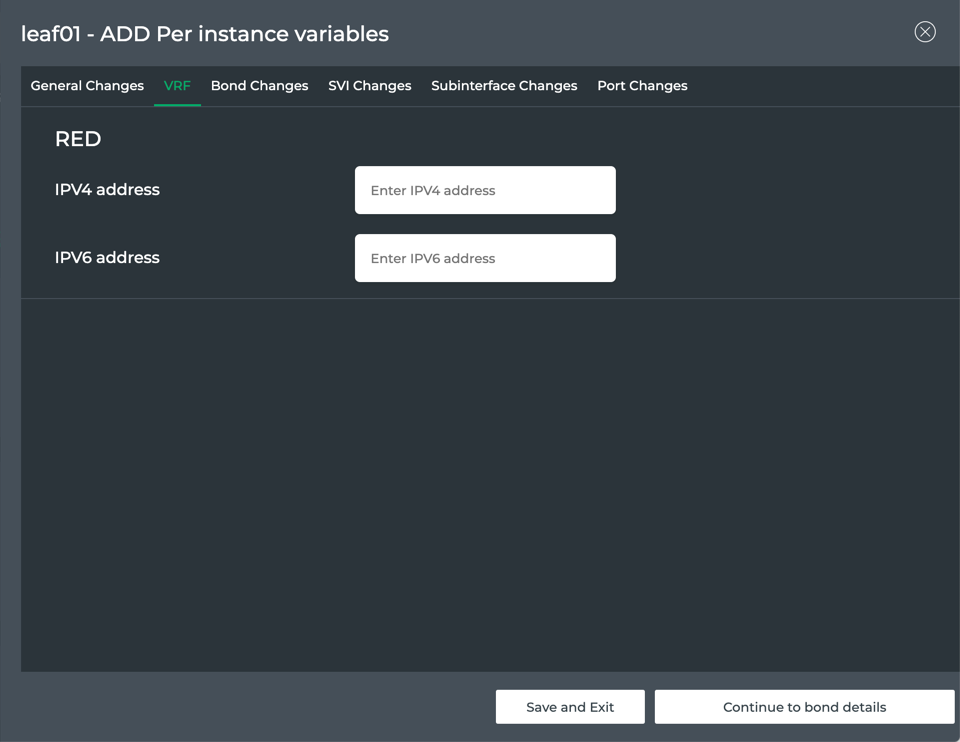 leaf01 - ADD Per instance variables
General Changes VRF Bond Changes SVI Changes Subinterface Changes Port Changes
RED
IPV4 address Enter IPV4 address
IPV6 address Enter IPV6 address
Save and Exit Continue to bond details